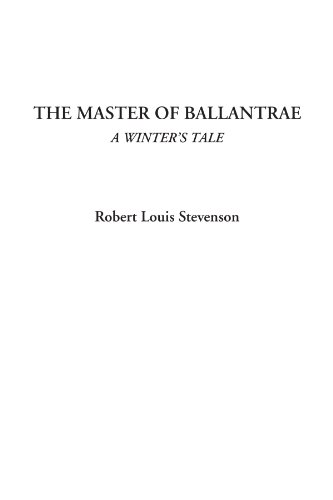 THE MASTER OF BALLANTRAE
A WINTER'S TALE
Robert Louis Stevenson